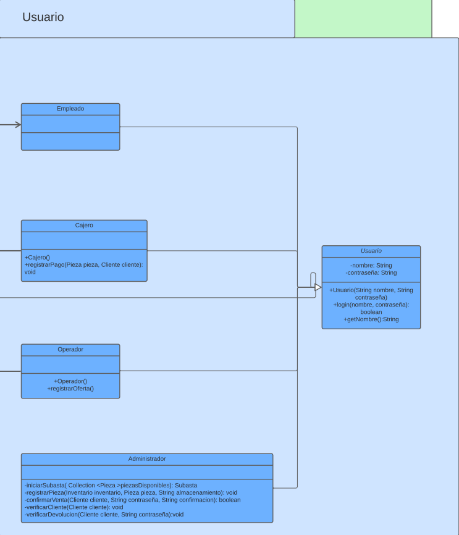 Usuario
Empleado
Cajero
+Cajero()
+registrarPago(Pieza pieza, Cliente cliente):
void
Usuario
-nombre: String
-contraseña: String
+Usuario(String nombre, String
contraseña)
+login(nombre, contraseña):
boolean
+getNombre():String
Operador
+Operador()
+registrarOferta()
Administrador
-iniciarSubasta( Collection <Pieza >piezasDisponibles): Subasta
-registrarPieza(Inventario inventario, Pieza pieza, String almacenamiento): void
-confirmarVenta(Cliente cliente, String contraseña, String confirmacion): boolean
-verificarCliente(Cliente cliente): void
-verificarDevolucion(Cliente cliente, String contraseña):void